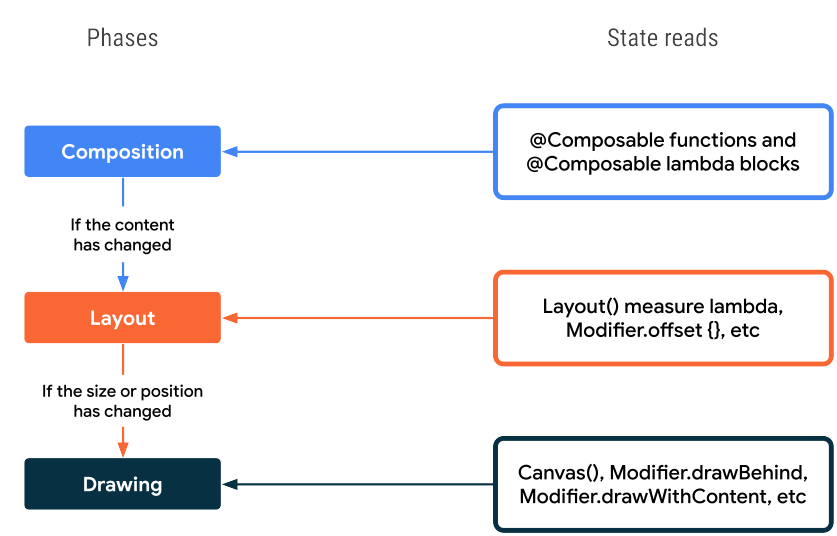 Phases
State reads
Composition
@Composable functions and
@Composable lambda blocks
If the content
has changed
Layout
Layout() measure lambda,
Modifier.offset {}, etc
If the size or position
has changed
Drawing
Canvas(), Modifier.drawBehind,
Modifier.drawWithContent, etc